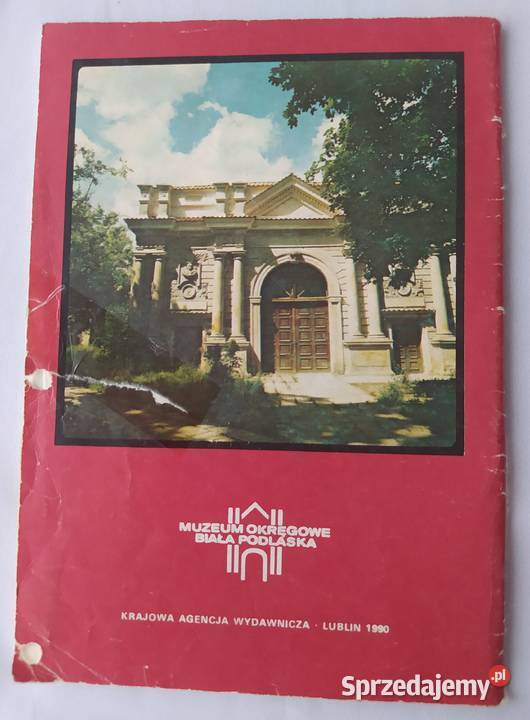 MUZEUM OKRĘGOWE
BIAŁA PODLASKA
KRAJOWA AGENCJA WYDAWNICZA · LUBLIN 1990
Sprzedajemy.pl